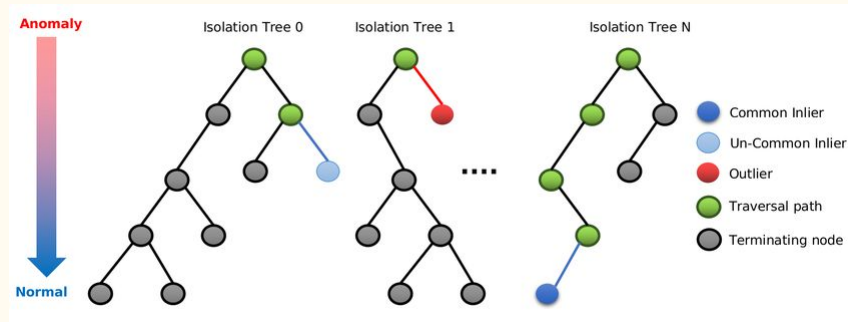 Anomaly
Isolation Tree 0
Isolation Tree 1
Isolation Tree N
Common Inlier
Un-Common Inlier
Outlier
Traversal path
Terminating node
Normal